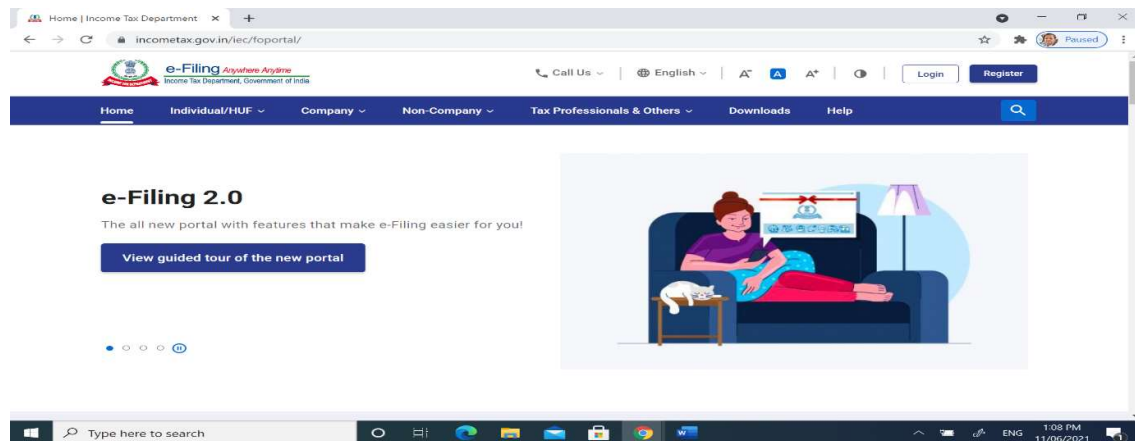 Home | Income Tax Department
incometax.gov.in/iec/foportal/
Paused
e-Filing Anywhere Anytime
Income Tax Department, Government of India
Call Us
English
A-
A
A+
Login
Register
Home Individual/HUF Company Non-Company Tax Professionals & Others Downloads Help
e-Filing 2.0
The all new portal with features that make e-Filing easier for you!
View guided tour of the new portal
Type here to search
ENG
1:08 PM
11/06/2021